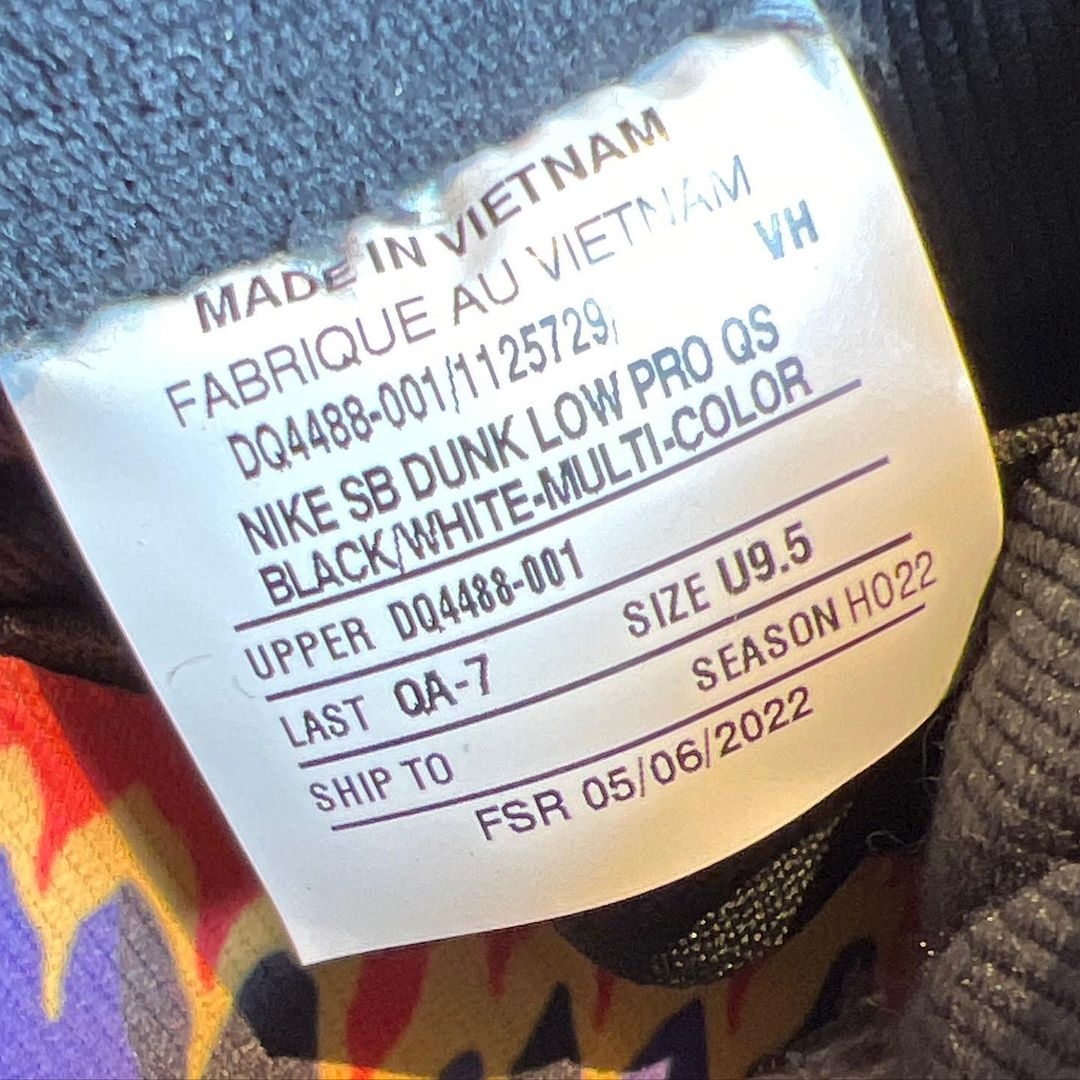 MADE IN VIETNAM
FABRIQUE AU VIETNAM
VH
DQ4488-001/1125729
NIKE SB DUNK LOW PRO QS
BLACK/WHITE-MULTI-COLOR
UPPER DQ4488-001
SIZE U9.5
LAST QA-7
SEASON HO22
SHIP TO
FSR 05/06/2022